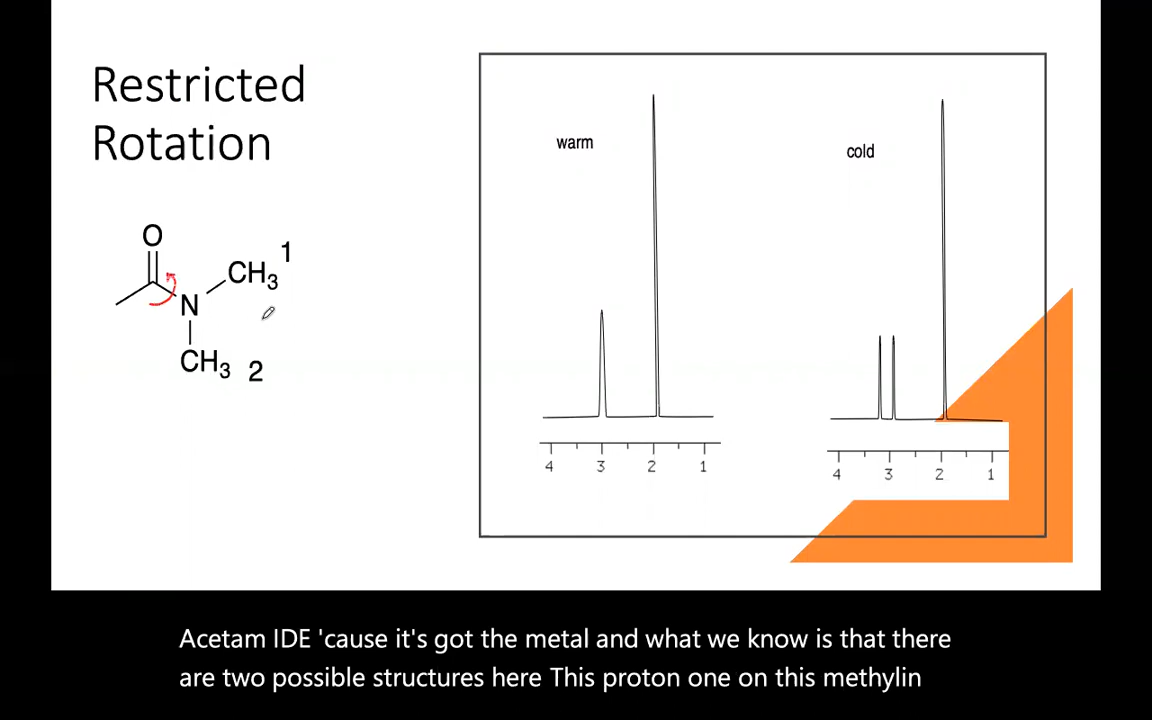 Restricted
Rotation
O
CH3 1
N
CH3 2
warm
cold
4 3 2 1
4 3 2 1
Acetam IDE 'cause it's got the metal and what we know is that there
are two possible structures here This proton one on this methylin